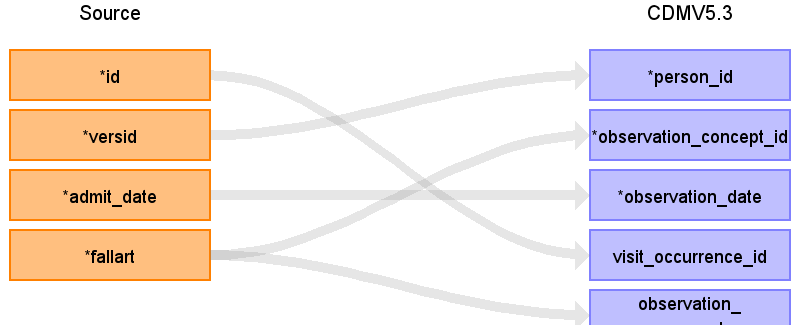 Source
CDMV5.3
*id
*person_id
*versid
*observation_concept_id
*admit_date
*observation_date
*fallart
visit_occurrence_id
observation_